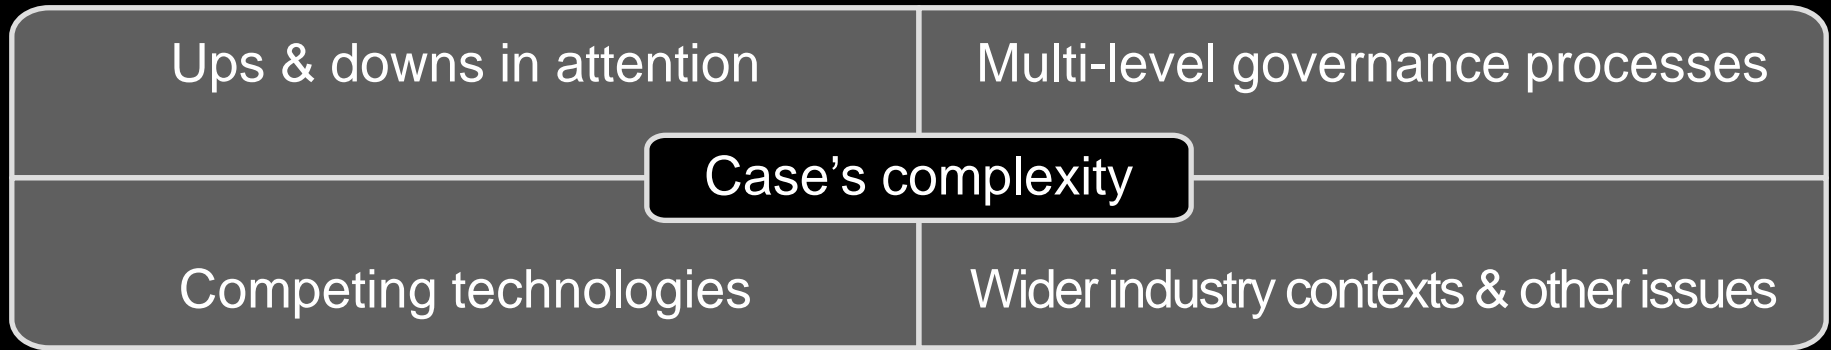 Ups & downs in attention
Multi-level governance processes
Case’s complexity
Competing technologies
Wider industry contexts & other issues